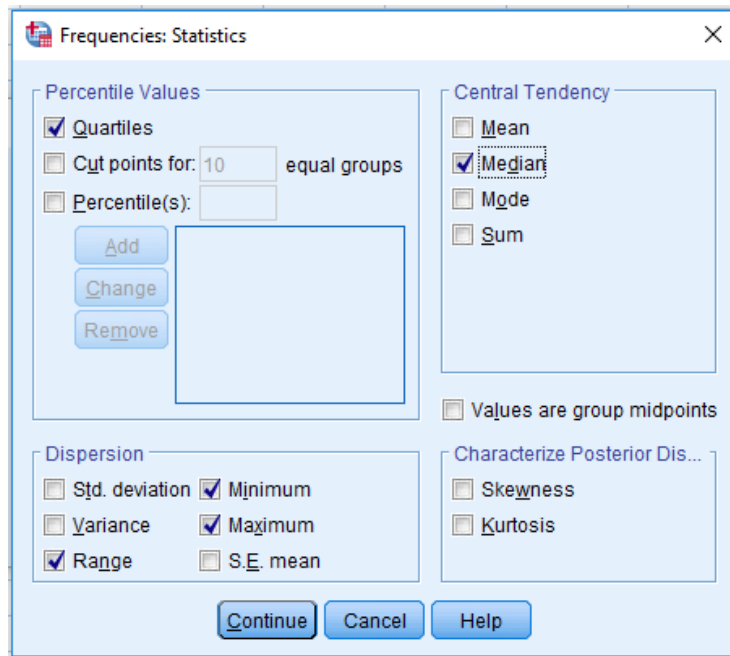 Frequencies: Statistics
Percentile Values
Quartiles
Cut points for: 10 equal groups
Percentile(s):
Add
Change
Remove
Central Tendency
Mean
Median
Mode
Sum
Values are group midpoints
Dispersion
Std. deviation Minimum
Variance Maximum
Range S.E. mean
Characterize Posterior Dis...
Skewness
Kurtosis
Continue Cancel Help